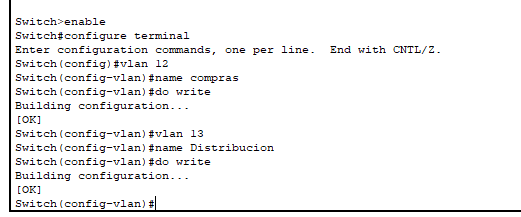 Switch>enable
Switch#configure terminal
Enter configuration commands, one per line.  End with CNTL/Z.
Switch(config)#vlan 12
Switch(config-vlan)#name compras
Switch(config-vlan)#do write
Building configuration...
[OK]
Switch(config-vlan)#vlan 13
Switch(config-vlan)#name Distribucion
Switch(config-vlan)#do write
Building configuration...
[OK]
Switch(config-vlan)#